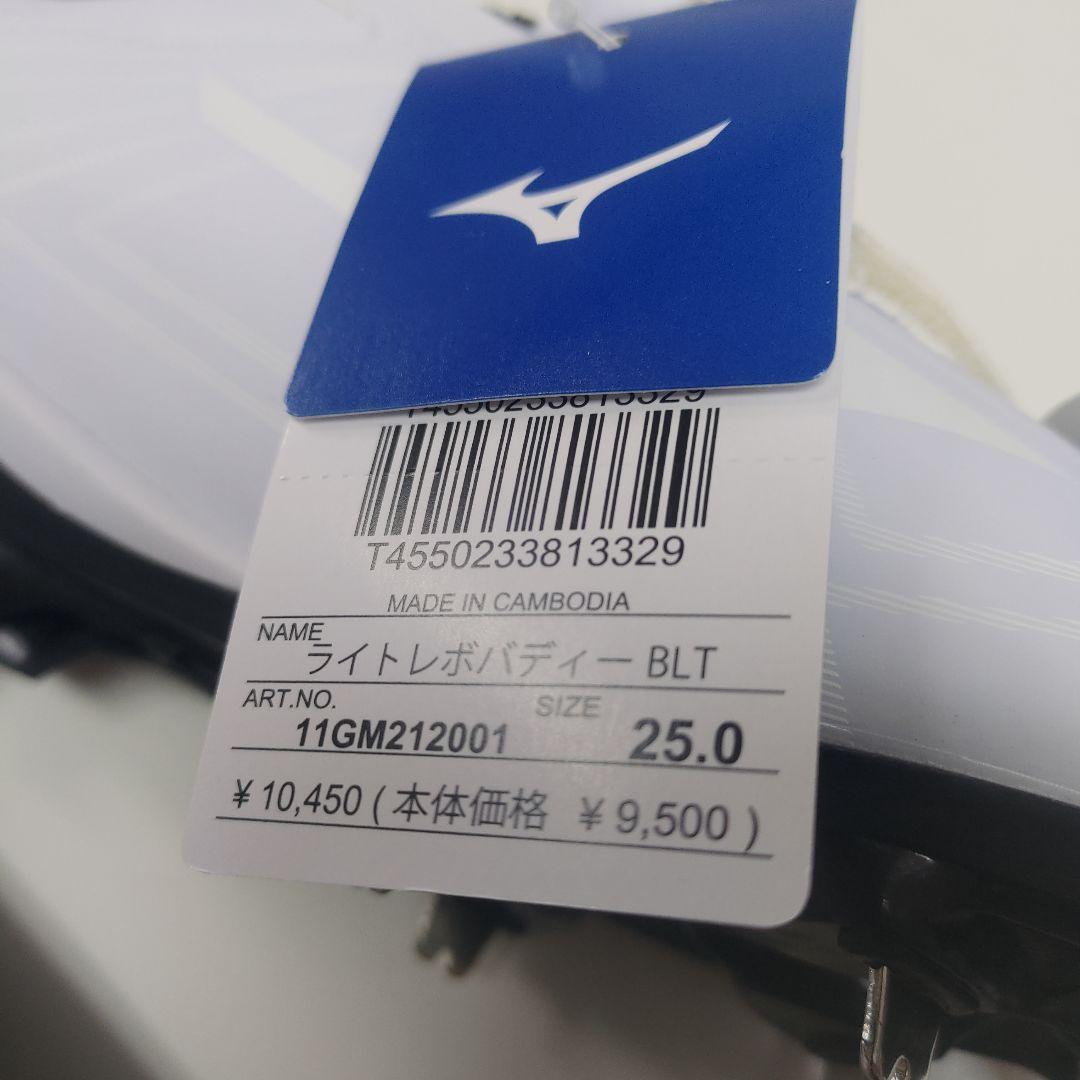 T4550233813329
T4550233813329
MADE IN CAMBODIA
NAME
ライトレボバディー BLT
ART.NO.
SIZE
11GM212001
25.0
¥10,450 (本体価格 ¥9,500)